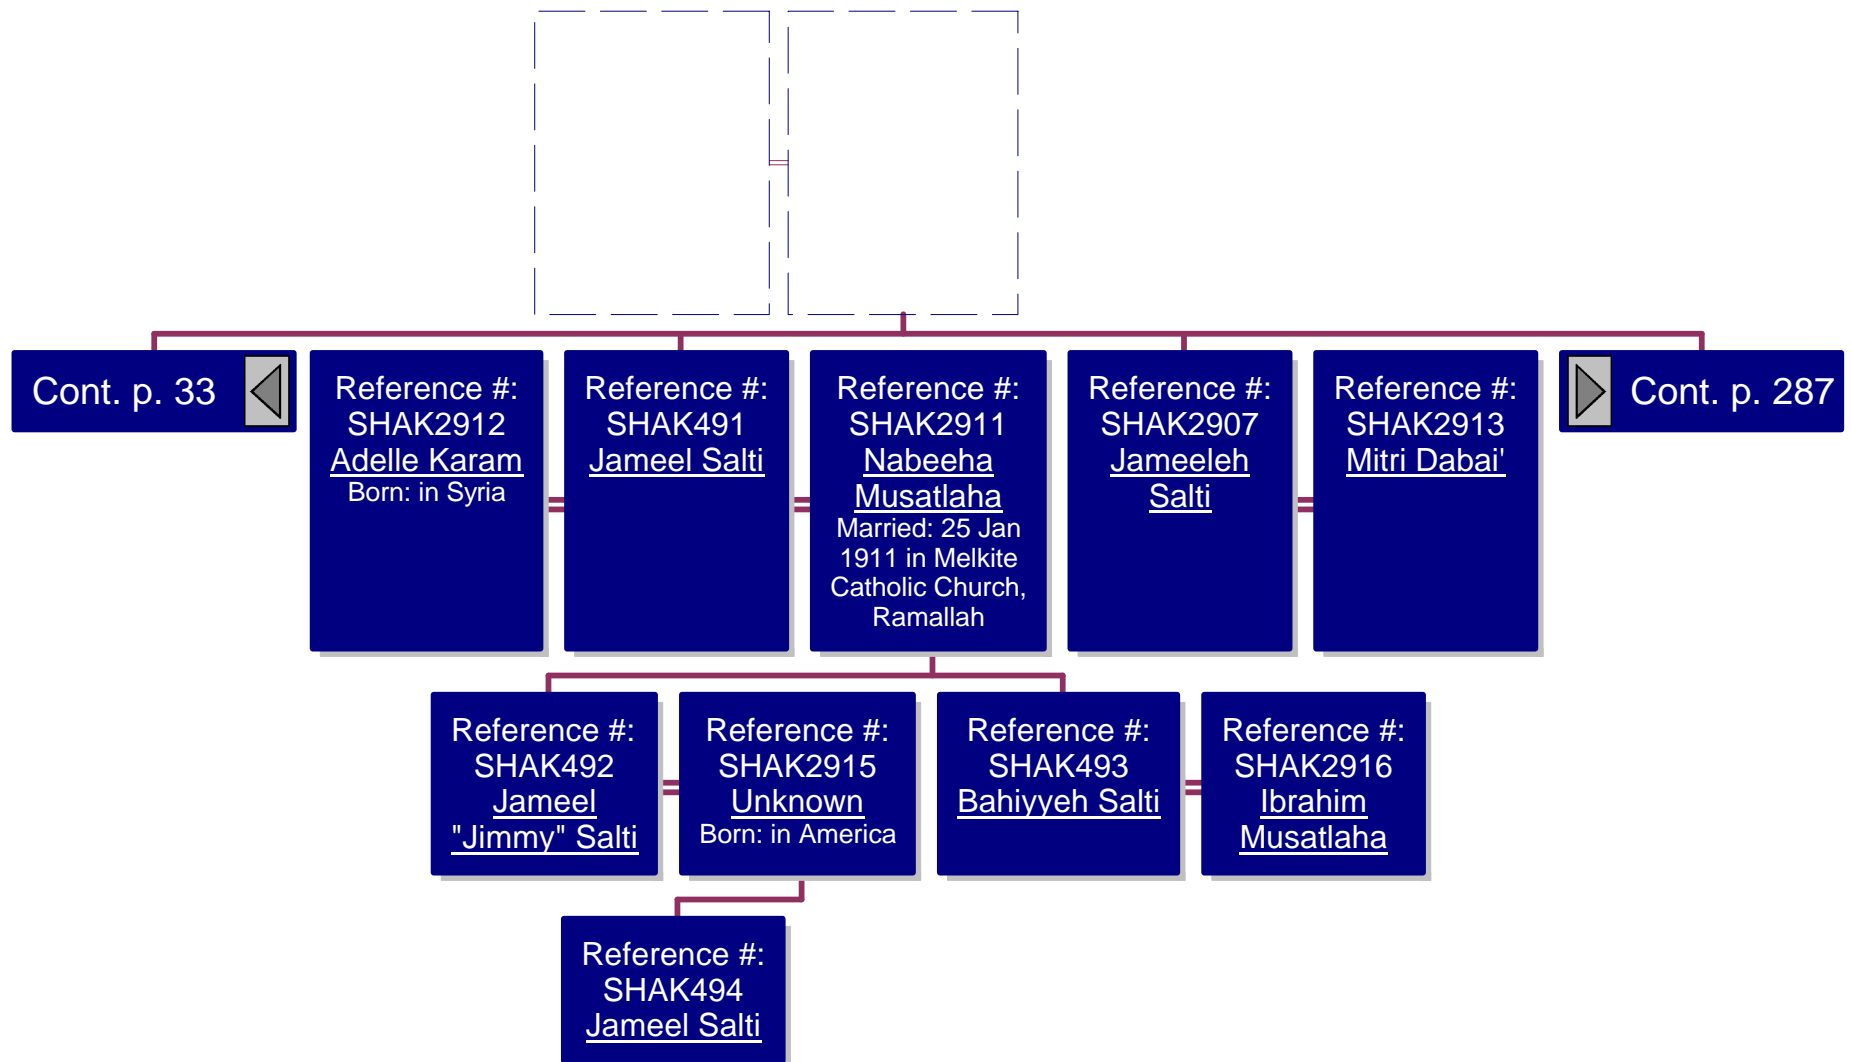 Cont. p. 33
Reference #:
SHAK2912
Adelle Karam
Born: in Syria
Reference #:
SHAK491
Jameel Salti
Reference #:
SHAK2911
Nabeeha
Musatlaha
Married: 25 Jan
1911 in Melkite
Catholic Church,
Ramallah
Reference #:
SHAK2907
Jameeleh
Salti
Reference #:
SHAK2913
Mitri Dabai'
Cont. p. 287
Reference #:
SHAK492
Jameel
"Jimmy" Salti
Reference #:
SHAK2915
Unknown
Born: in America
Reference #:
SHAK493
Bahiyyeh Salti
Reference #:
SHAK2916
Ibrahim
Musatlaha
Reference #:
SHAK494
Jameel Salti